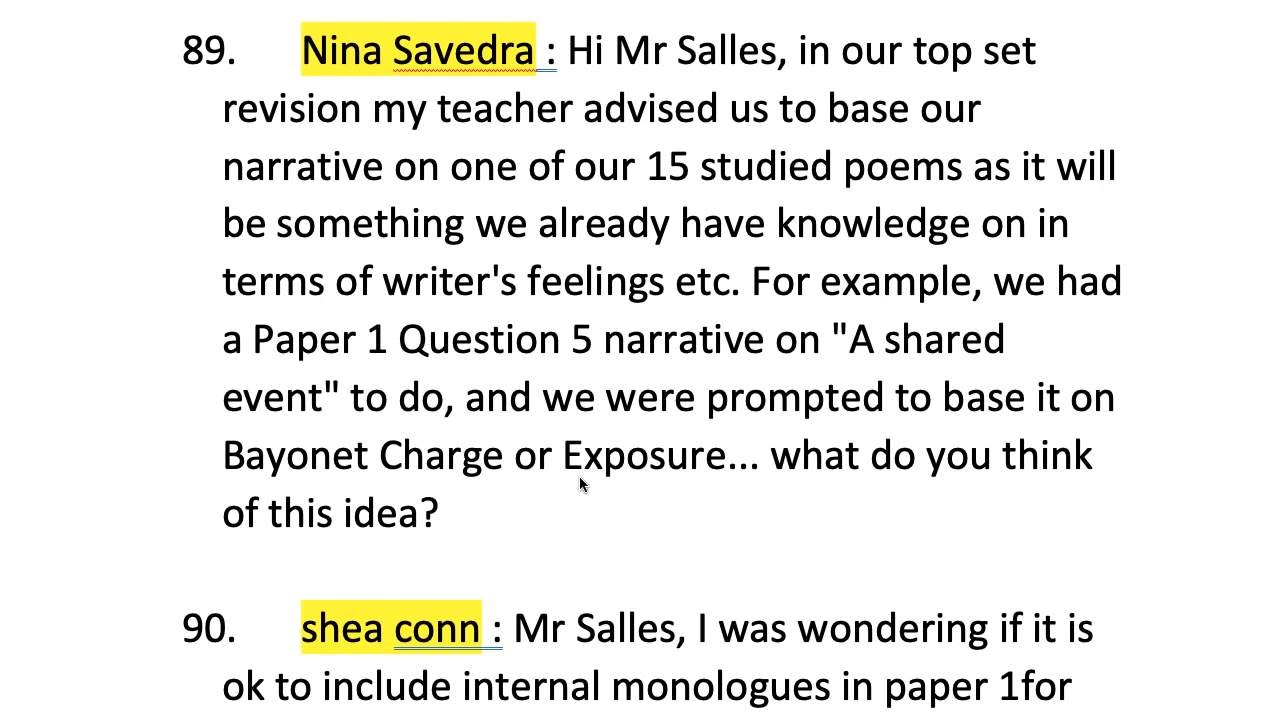 89. Nina Savedra : Hi Mr Salles, in our top set
revision my teacher advised us to base our
narrative on one of our 15 studied poems as it will
be something we already have knowledge on in
terms of writer's feelings etc. For example, we had
a Paper 1 Question 5 narrative on "A shared
event" to do, and we were prompted to base it on
Bayonet Charge or Exposure... what do you think
of this idea?
90. shea conn : Mr Salles, I was wondering if it is
ok to include internal monologues in paper 1for